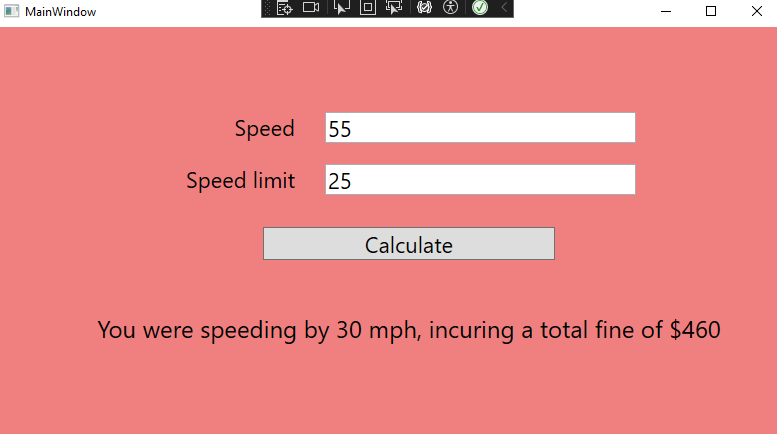 MainWindow
Speed 55
Speed limit 25
Calculate
You were speeding by 30 mph, incuring a total fine of $460